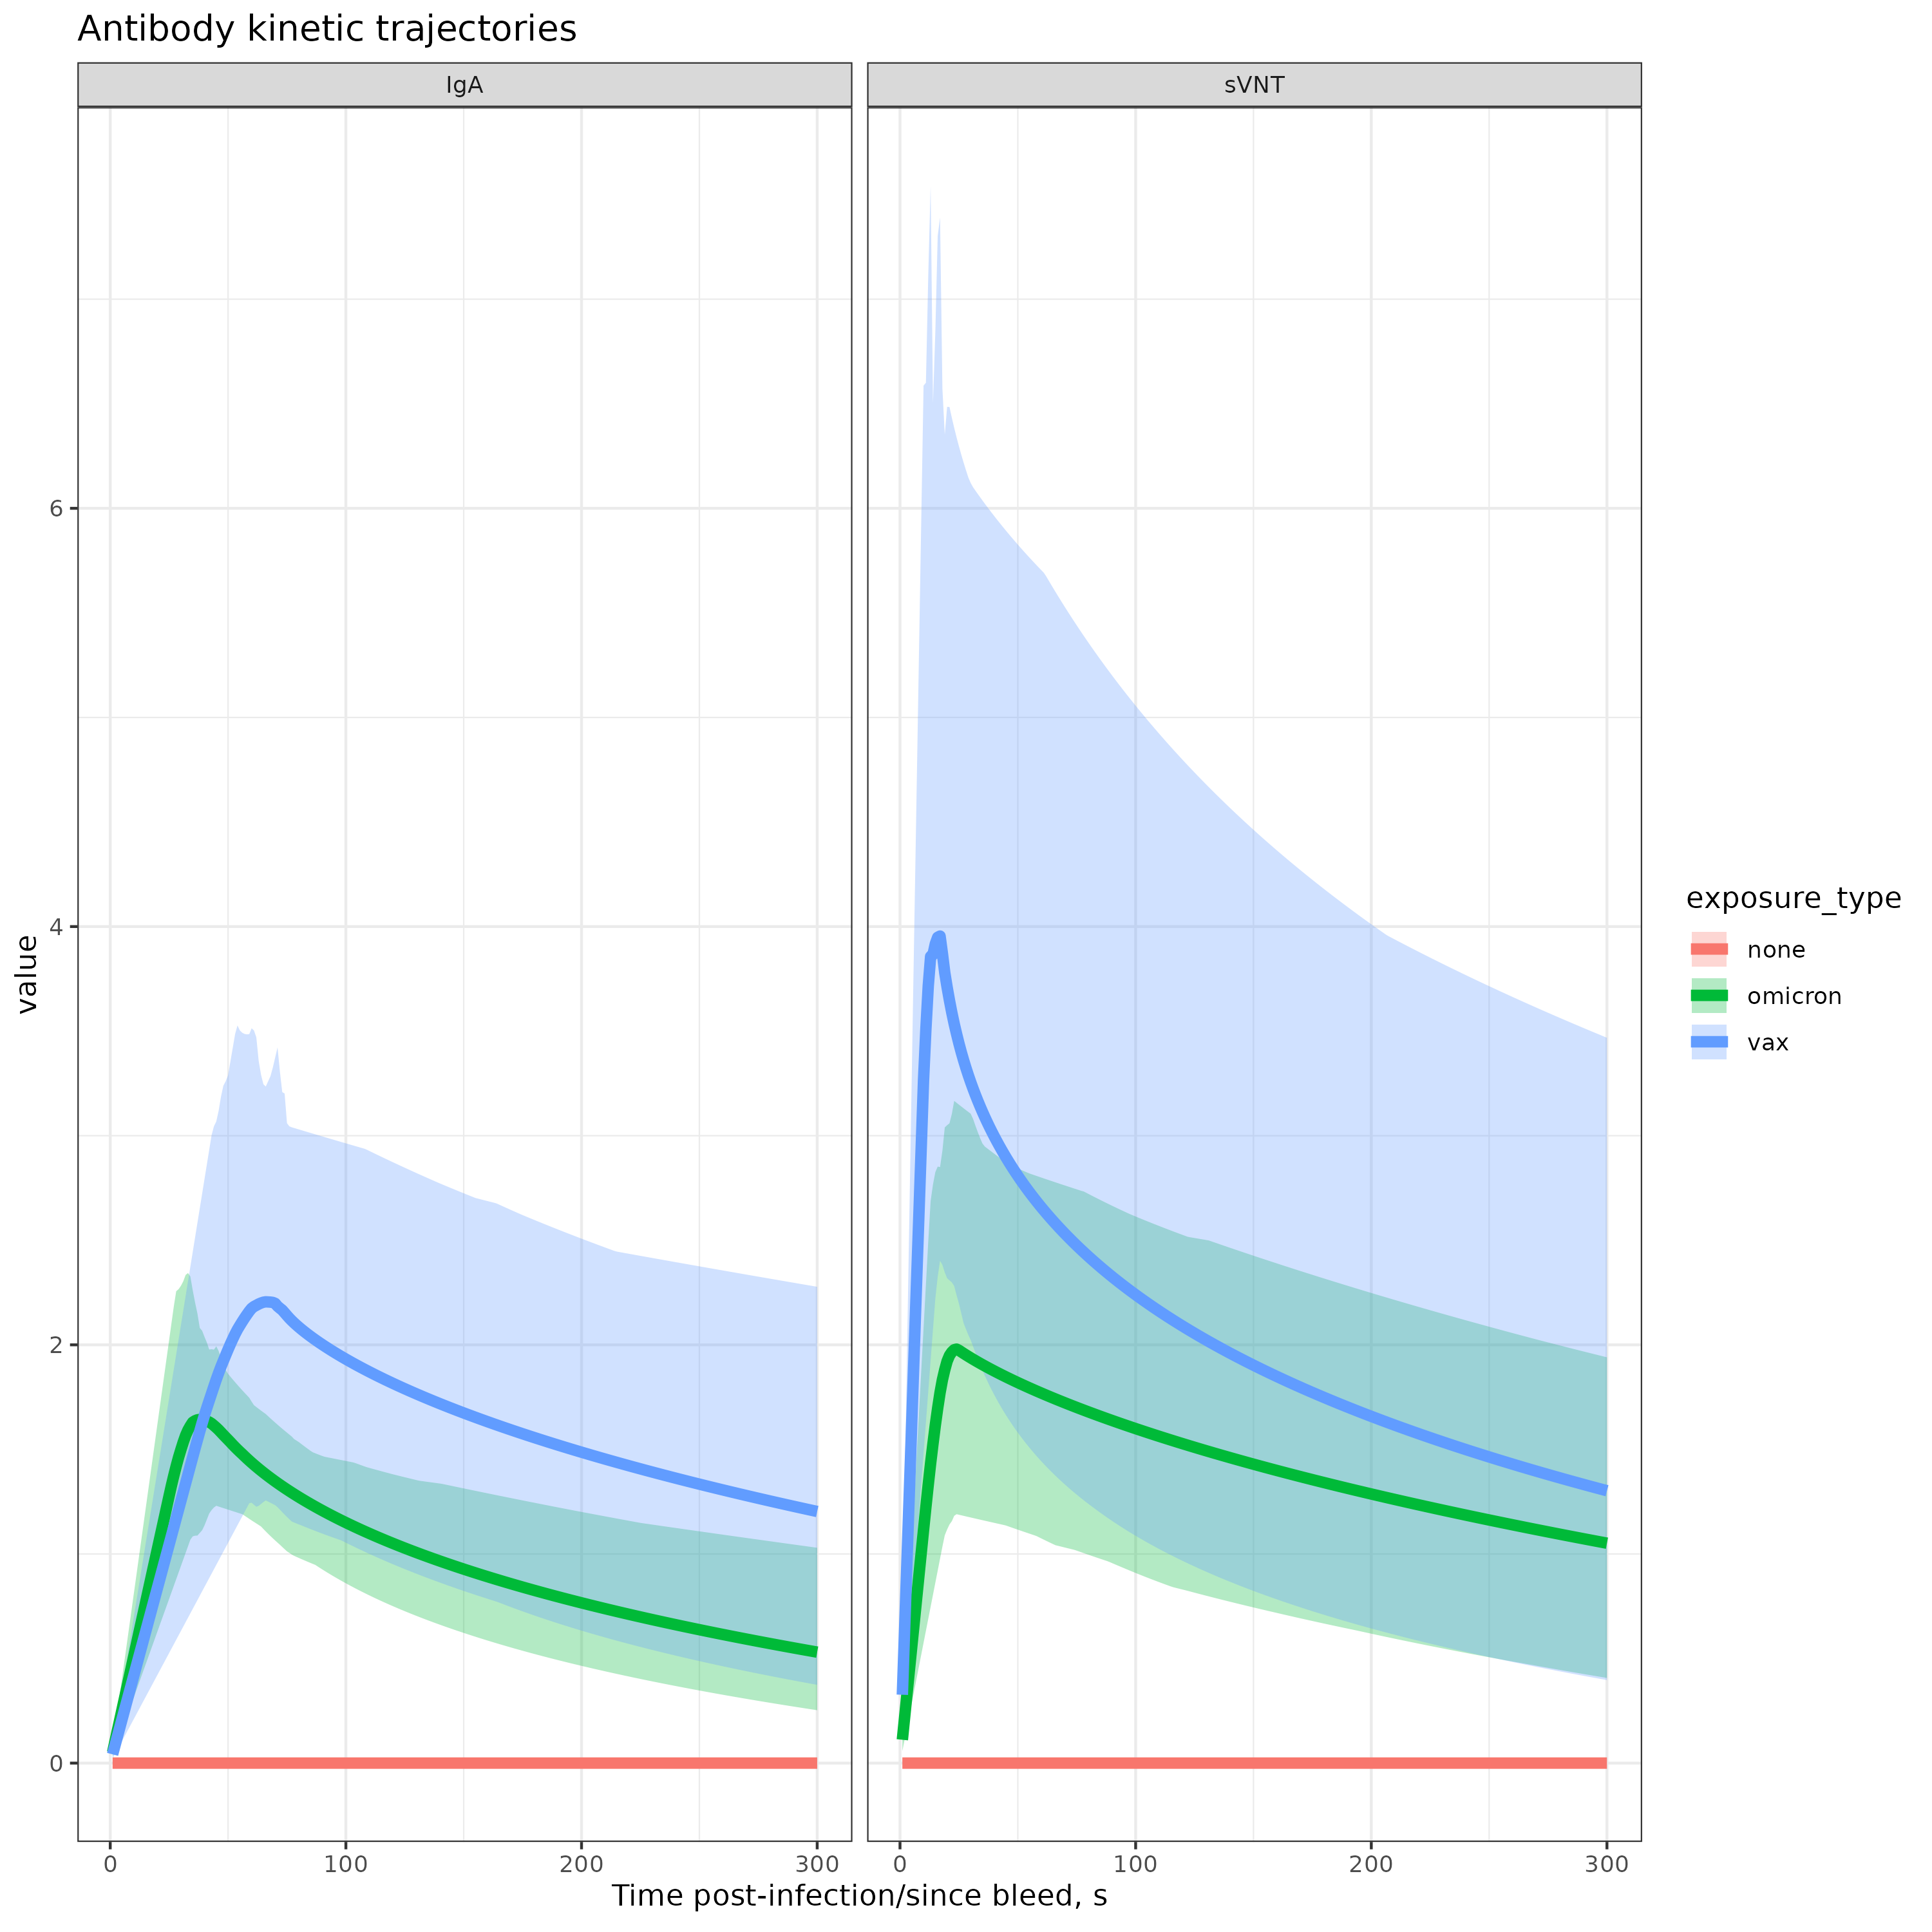 Antibody kinetic trajectories
IgA
sVNT
value
6
4
2
0
0 100 200 300
0 100 200 300
Time post-infection/since bleed, s
exposure_type
none
omicron
vax